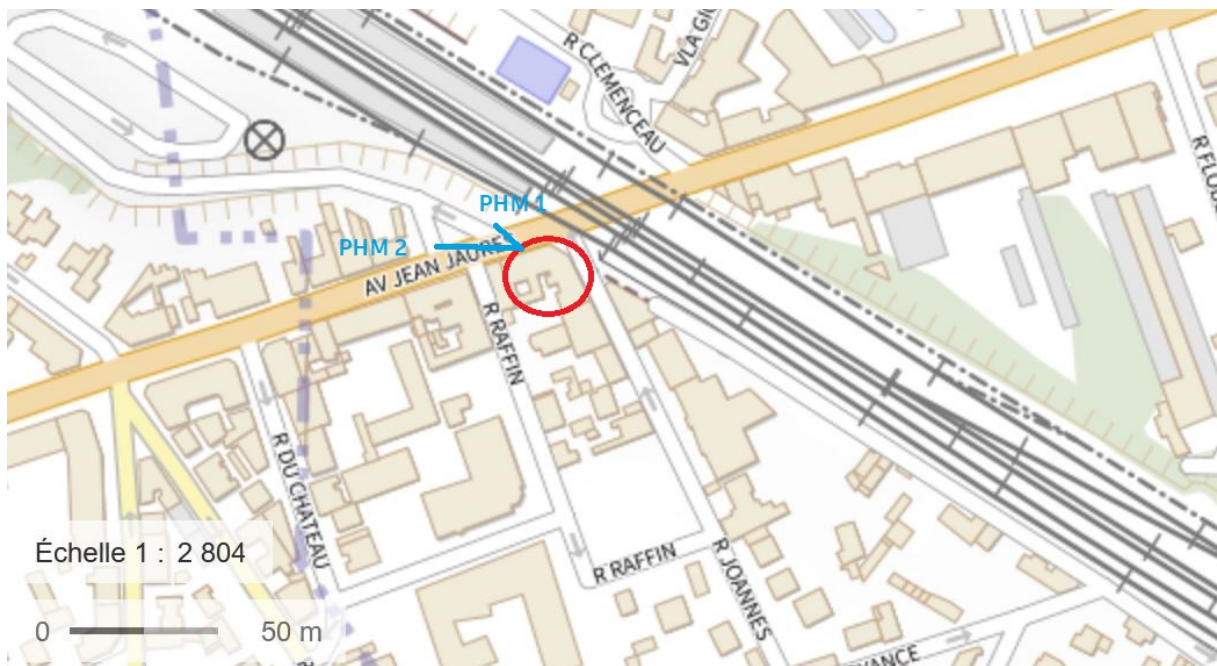 R CLEMENCEAU
VLA GI
R FLOU
PHM 1
PHM 2
AV JEAN JAURE
R RAFFIN
R DU CHATEAU
Échelle 1 : 2 804
0
50 m
R RAFFIN
R JOANNES
VANCE
R